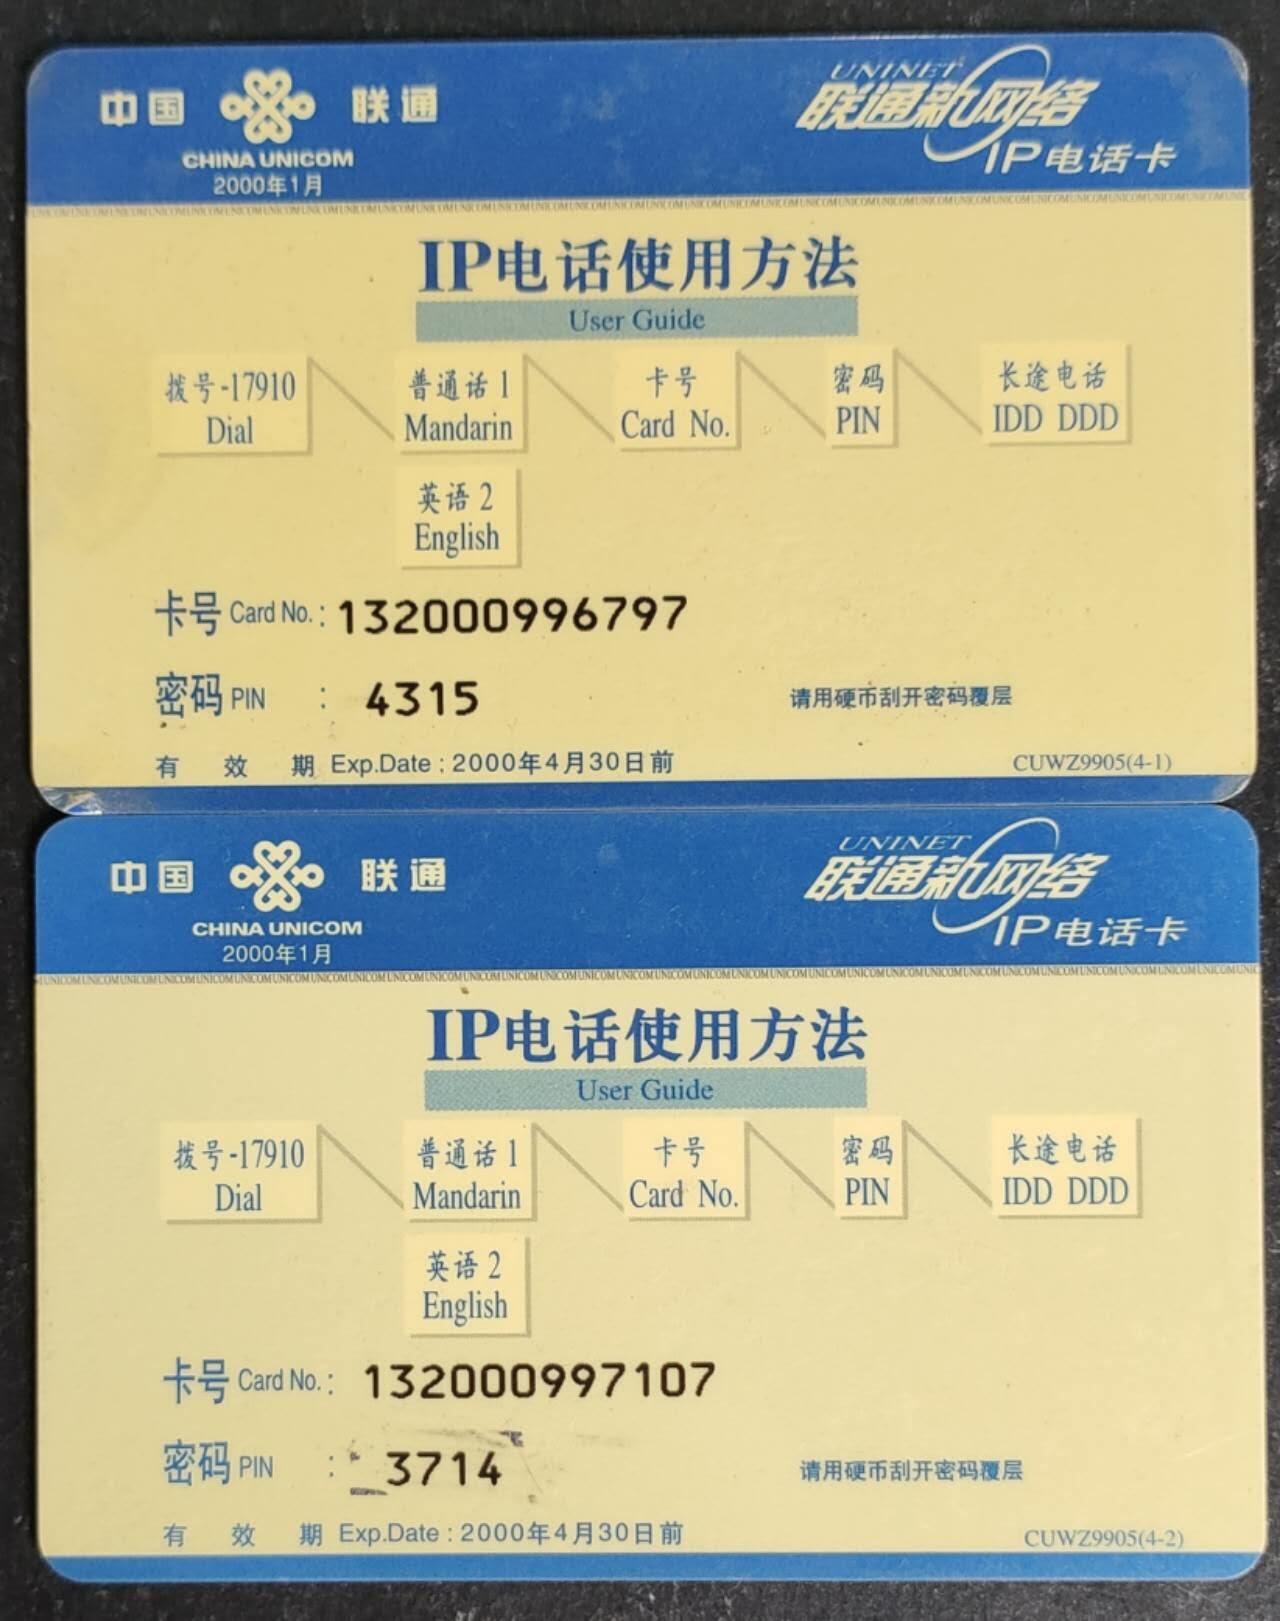 中国 联通
CHINA UNICOM
2000年1月
UNINET
联通新网络
IP电话卡
UNICOMUNICOMUNICOMUNICOMUNICOMUNICOMUNICOMUNICOMUNICOMUNICOMUNICOMUNICOM
IP电话使用方法
User Guide
拨号-17910 普通话1 卡号 密码 长途电话
Dial Mandarin Card No. PIN IDD DDD
英语2
English
卡号 Card No.: 132000996797
密码 PIN : 4315 请用硬币刮开密码覆层
有效期 Exp.Date : 2000年4月30日前 CUWZ9905(4-1)
中国 联通
CHINA UNICOM
2000年1月
UNINET
联通新网络
IP电话卡
UNICOMUNICOMUNICOMUNICOMUNICOMUNICOMUNICOMUNICOMUNICOMUNICOMUNICOMUNICOM
IP电话使用方法
User Guide
拨号-17910 普通话1 卡号 密码 长途电话
Dial Mandarin Card No. PIN IDD DDD
英语2
English
卡号 Card No.: 132000997107
密码 PIN : 3714 请用硬币刮开密码覆层
有效期 Exp.Date : 2000年4月30日前 CUWZ9905(4-2)